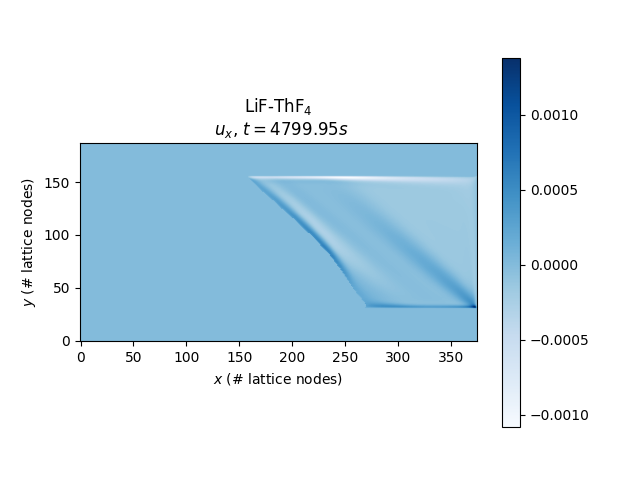 LiF-ThF₄
uₓ, t = 4799.95s
y (# lattice nodes)
150
100
50
0
0 50 100 150 200 250 300 350
x (# lattice nodes)
0.0010
0.0005
0.0000
−0.0005
−0.0010